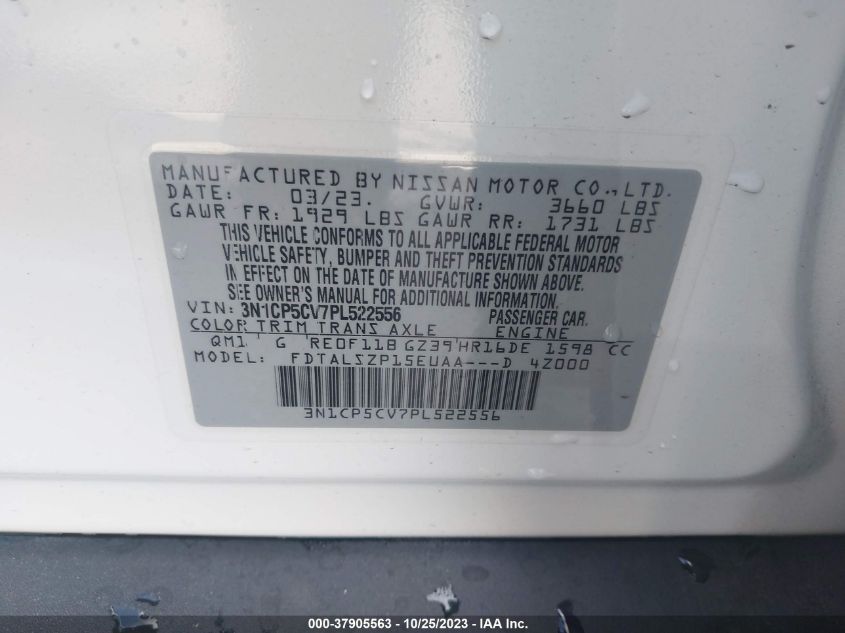 MANUFACTURED BY NISSAN MOTOR CO., LTD.
DATE: 03/23. GVWR: 3660 LBS
GAWR FR: 1929 LBS GAWR RR: 1731 LBS
THIS VEHICLE CONFORMS TO ALL APPLICABLE FEDERAL MOTOR
VEHICLE SAFETY, BUMPER AND THEFT PREVENTION STANDARDS
IN EFFECT ON THE DATE OF MANUFACTURE SHOWN ABOVE.
SEE OWNER'S MANUAL FOR ADDITIONAL INFORMATION.
VIN: 3N1CP5CV7PL522556 PASSENGER CAR.
COLOR TRIM TRANS AXLE ENGINE
QM1 G RE0F11B GZ39 HR16DE 1598 CC
MODEL: FDTALSZP15EUAA---D 4Z000
3N1CP5CV7PL522556
000-37905563 - 10/25/2023 - IAA Inc.